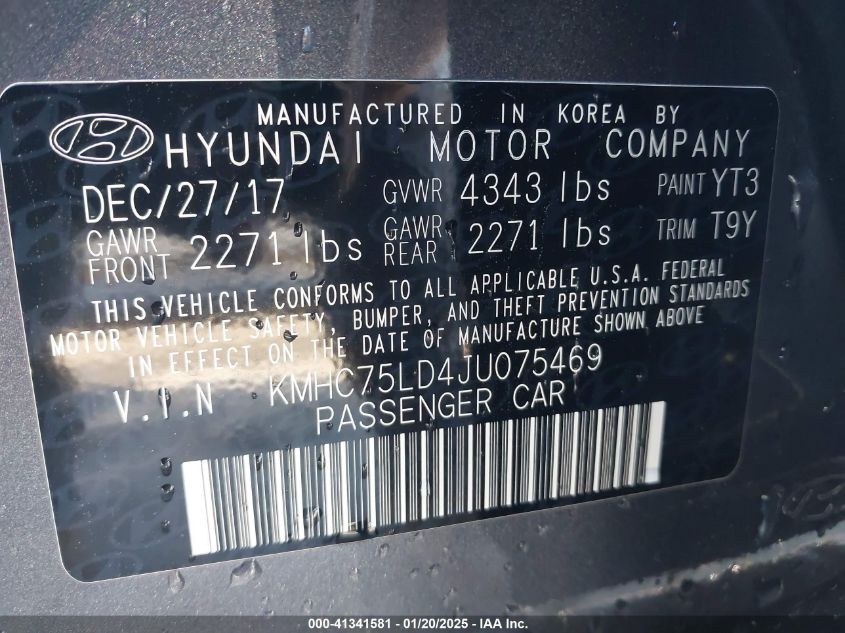 MANUFACTURED IN KOREA BY
HYUNDAI MOTOR COMPANY
DEC/27/17 GVWR 4343 lbs PAINT YT3
GAWR FRONT 2271 lbs GAWR REAR 2271 lbs TRIM T9Y
THIS VEHICLE CONFORMS TO ALL APPLICABLE U.S.A. FEDERAL
MOTOR VEHICLE SAFETY, BUMPER, AND THEFT PREVENTION STANDARDS
IN EFFECT ON THE DATE OF MANUFACTURE SHOWN ABOVE
V.I.N KMHC75LD4JU075469
PASSENGER CAR
000-41341581 - 01/20/2025 - IAA Inc.